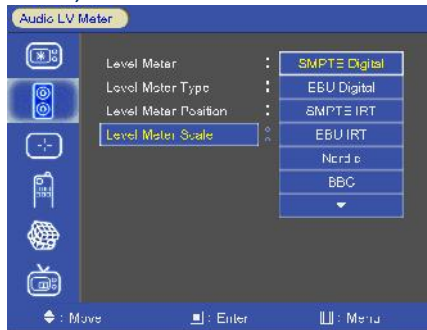 Audio LV Meter
Level Meter : SMPTE Digital
Level Meter Type : EBU Digital
Level Meter Position : SMPTE IRT
Level Meter Scale EBU IRT
Nordic
BBC
: Move : Enter : Menu